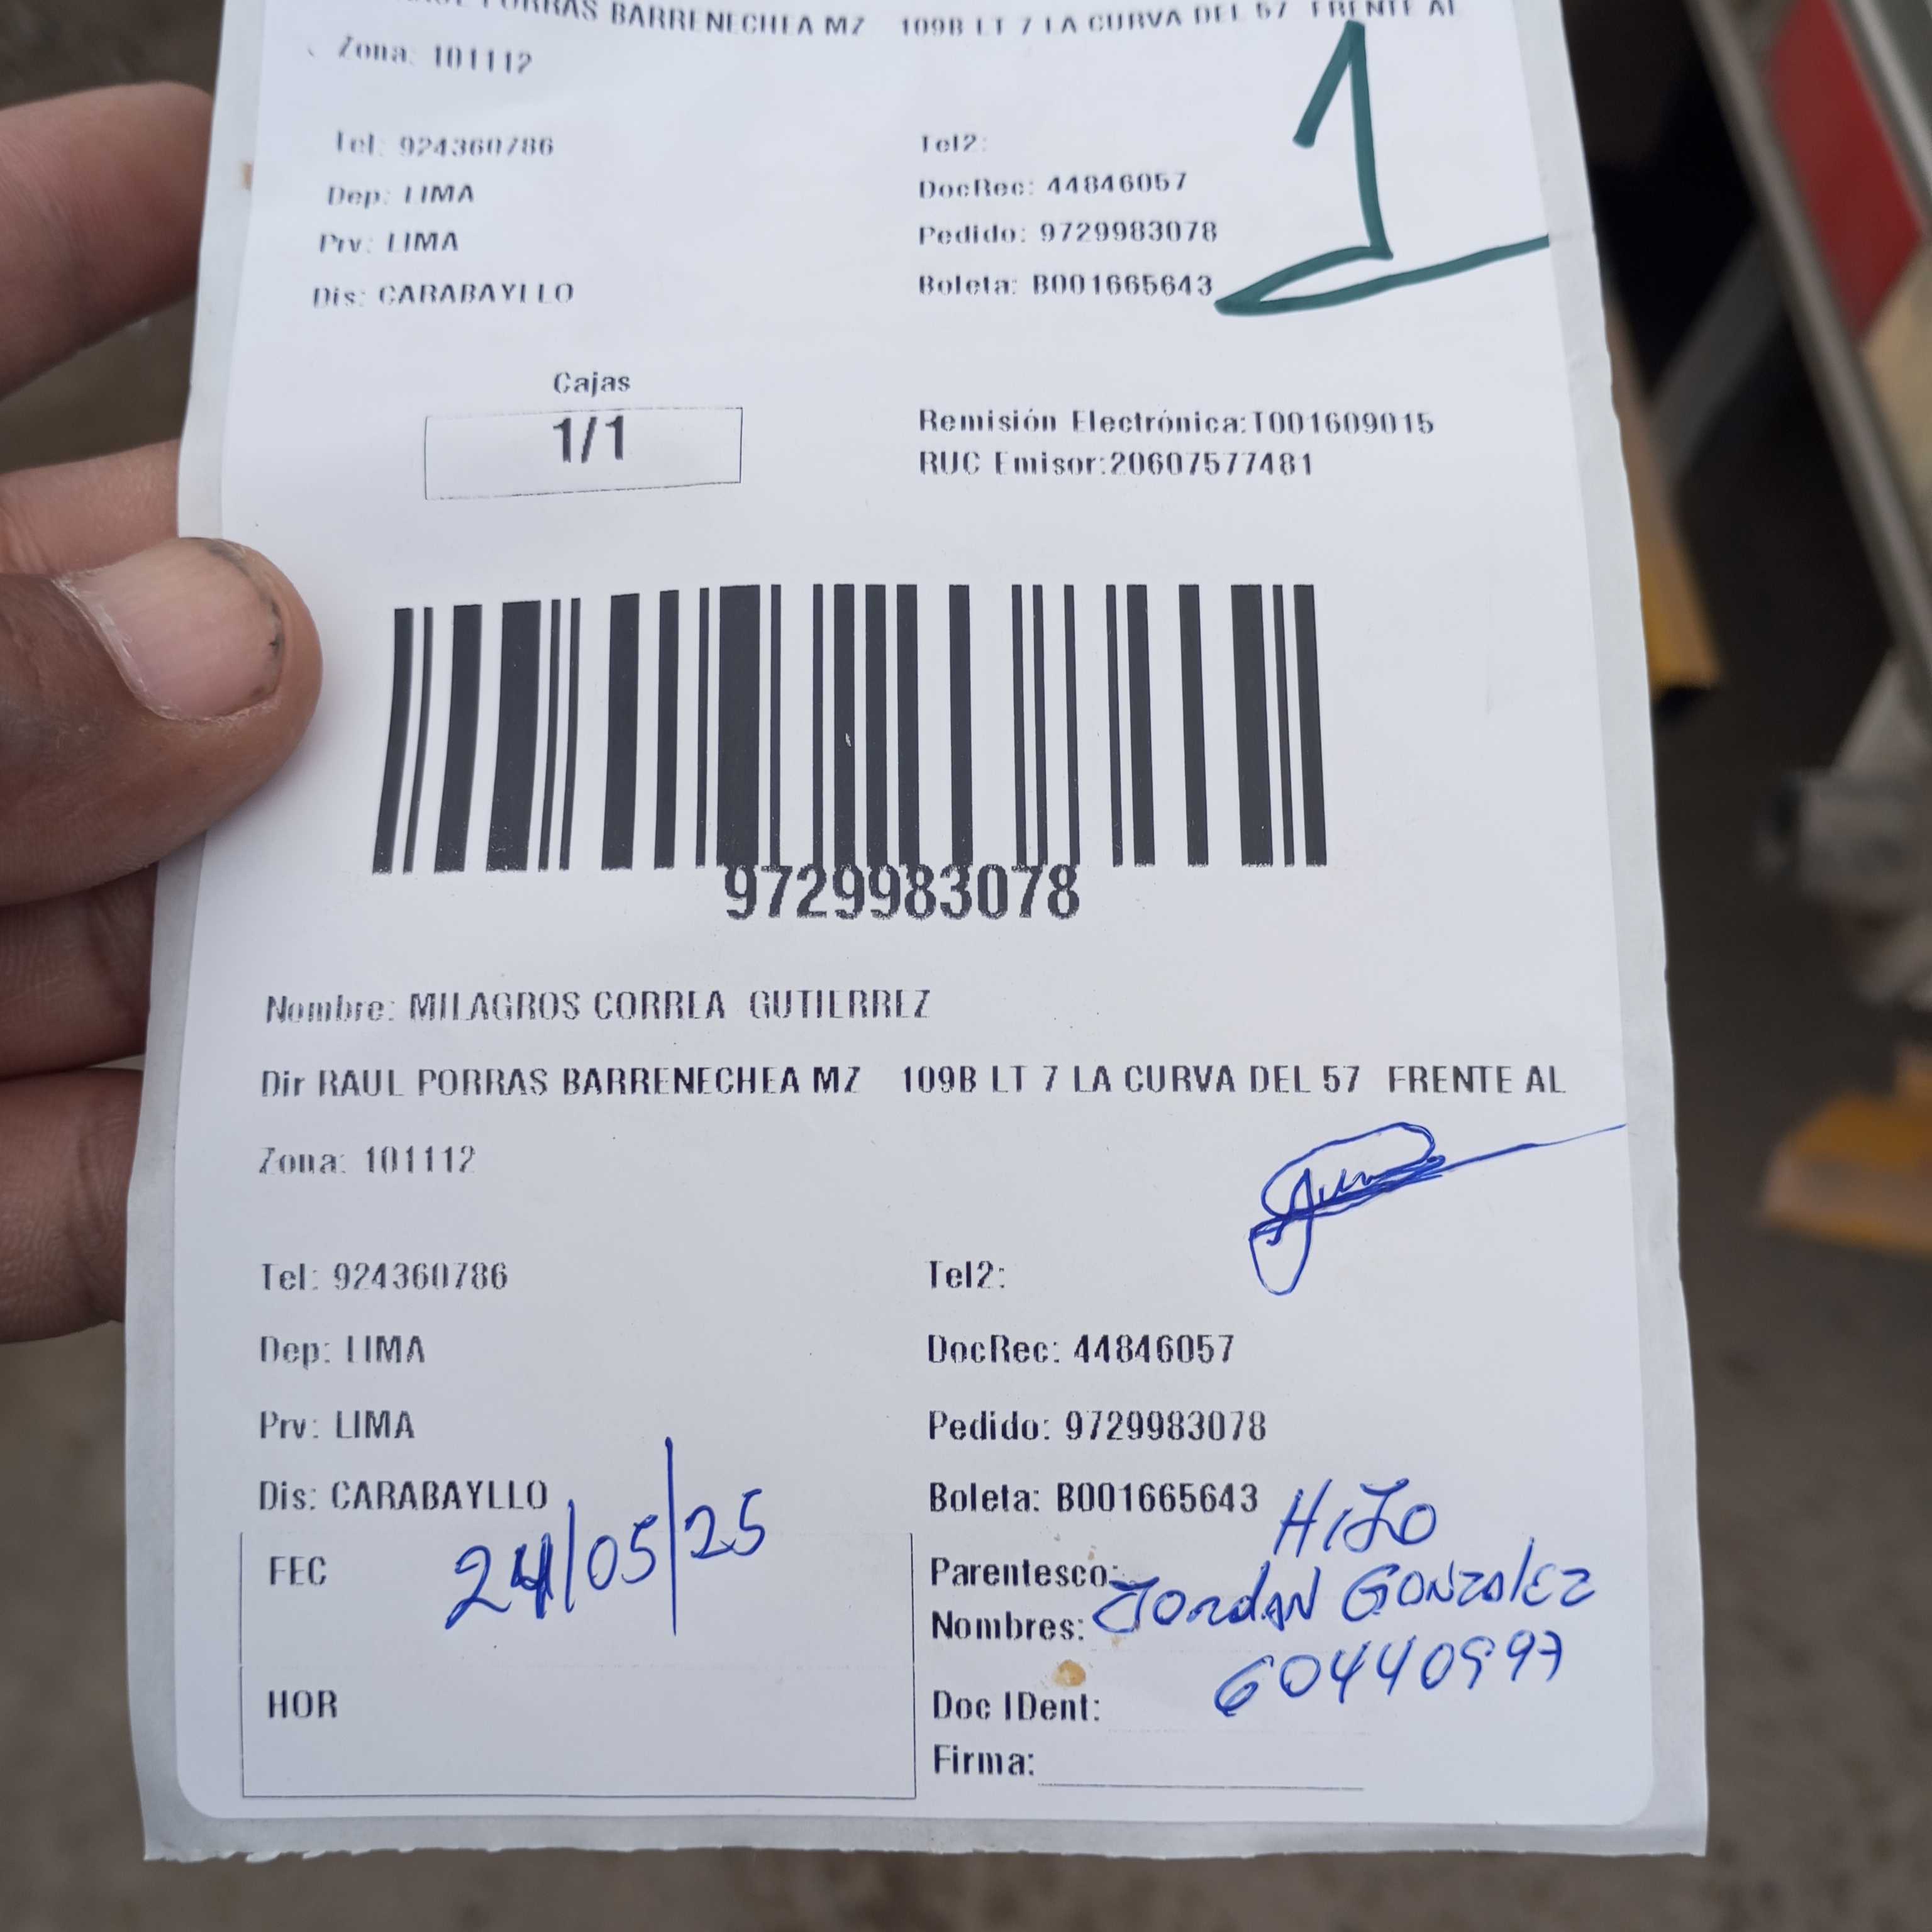 PORRAS BARRENECHEA MZ 109B LT 7 LA CURVA DEL 57 FRENTE AL
Zona: 101112
1
Tel: 924360786 Tel2:
Dep: LIMA DocRec: 44846057
Prv: LIMA Pedido: 9729983078
Dis: CARABAYLLO Boleta: B001665643
Cajas
1/1
Remisión Electrónica:T001609015
RUC Emisor:20607577481
9729983078
Nombre: MILAGROS CORREA GUTIERREZ
Dir RAUL PORRAS BARRENECHEA MZ 109B LT 7 LA CURVA DEL 57 FRENTE AL
Zona: 101112
Tel: 924360786 Tel2:
Dep: LIMA DocRec: 44846057
Prv: LIMA Pedido: 9729983078
Dis: CARABAYLLO Boleta: B001665643
FEC 24/05/25
HOR
Parentesco: HIJO
Nombres: Jordan GONZALEZ
Doc IDent:
Firma: